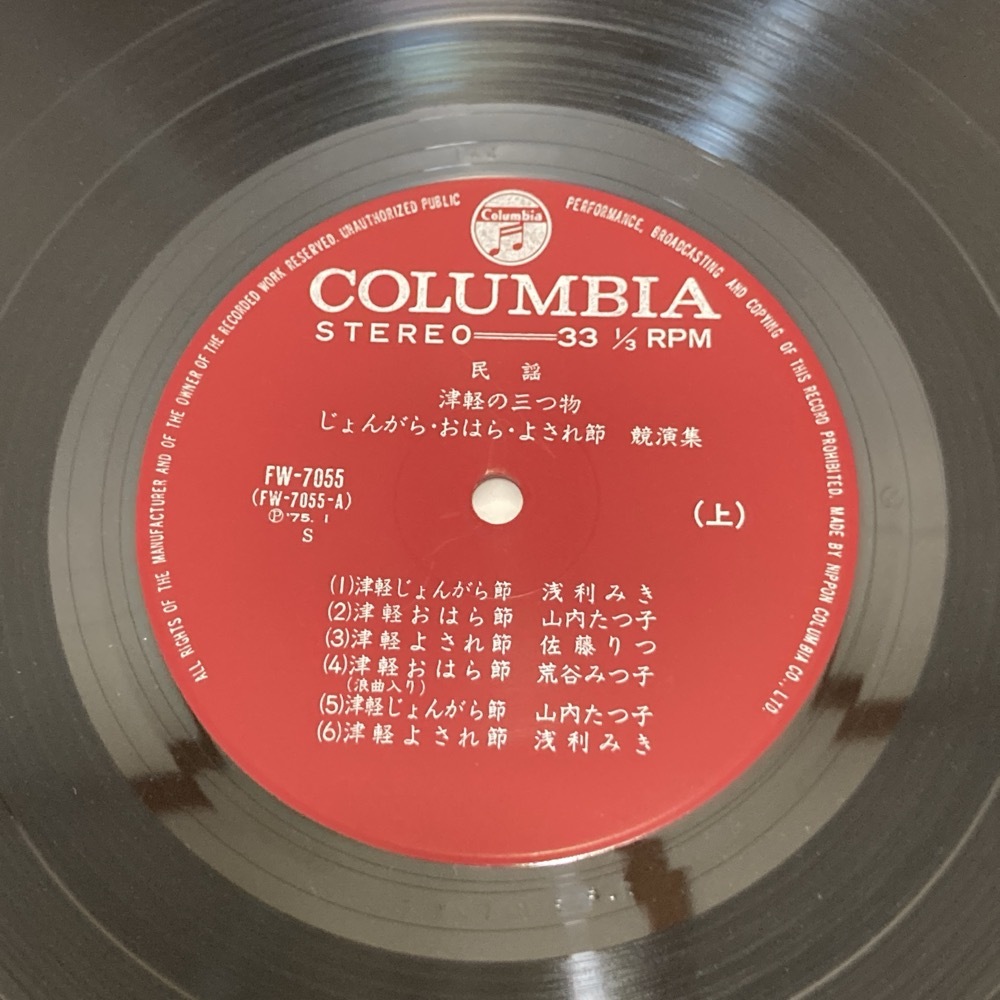 ALL RIGHTS OF THE MANUFACTURER AND OF THE OWNER OF THE RECORDED WORK RESERVED. UNAUTHORIZED PUBLIC PERFORMANCE, BROADCASTING AND COPYING OF THIS RECORD PROHIBITED. MADE BY NIPPON COLUMBIA CO., LTD.
Columbia
COLUMBIA
STEREO 33 1/3 RPM
民謡
津軽の三つ物
じょんがら・おはら・よされ節 競演集
FW-7055
(FW-7055-A)
Ⓟ '75. 1
S
(上)
(1)津軽じょんがら節 浅利みき
(2)津軽おはら節 山内たつ子
(3)津軽よされ節 佐藤りつ
(4)津軽おはら節 荒谷みつ子
(浪曲入り)
(5)津軽じょんがら節 山内たつ子
(6)津軽よされ節 浅利みき